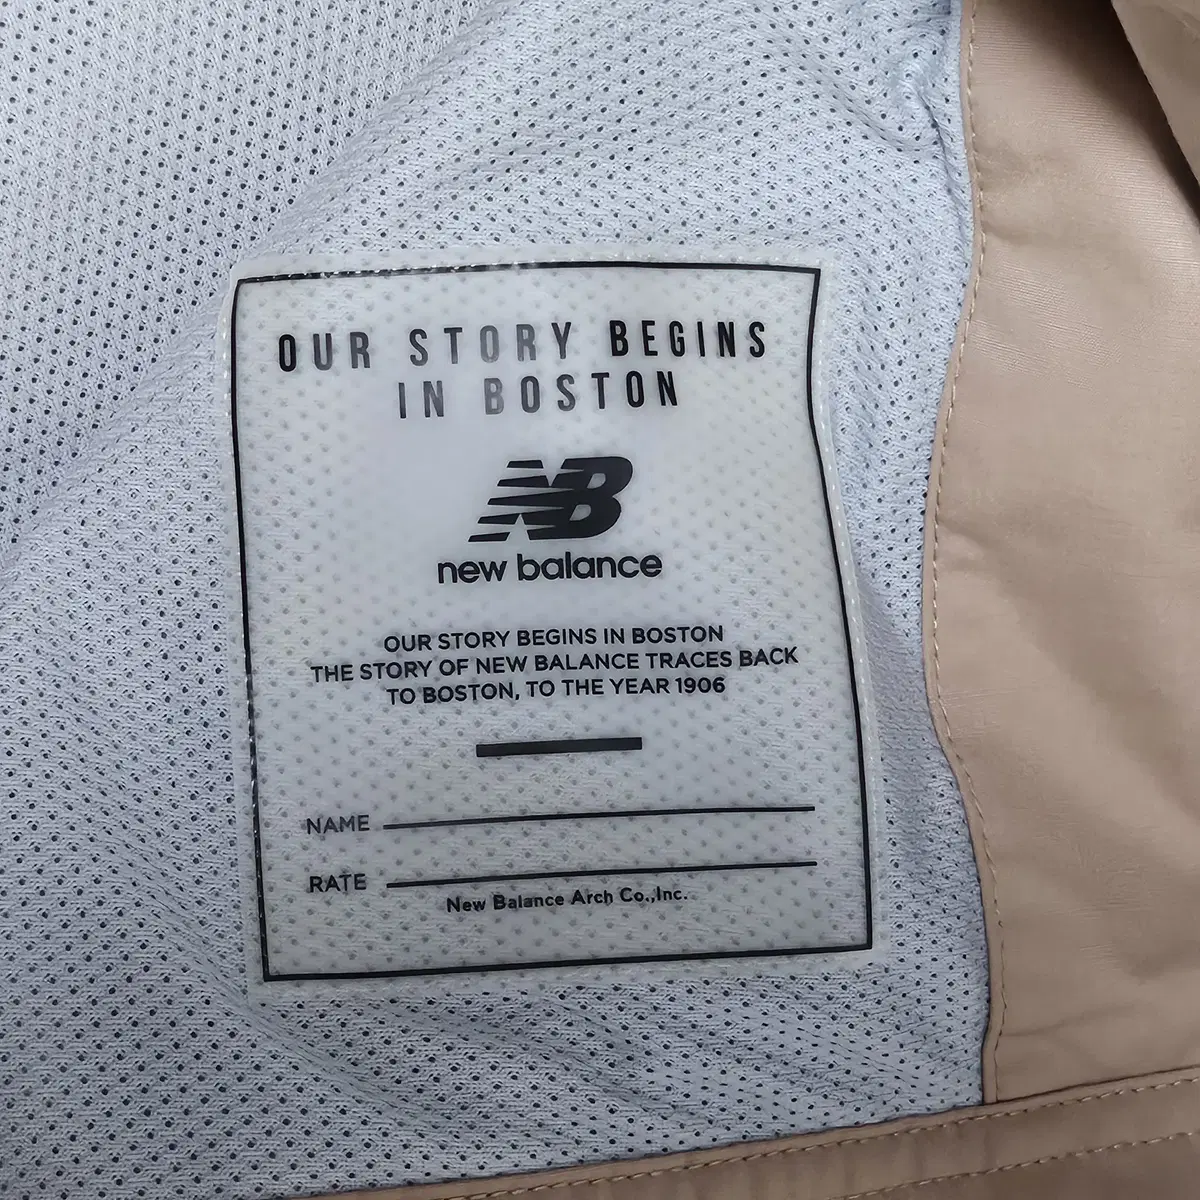 OUR STORY BEGINS
IN BOSTON
NB
new balance
OUR STORY BEGINS IN BOSTON
THE STORY OF NEW BALANCE TRACES BACK
TO BOSTON, TO THE YEAR 1906
NAME
RATE
New Balance Arch Co.,Inc.